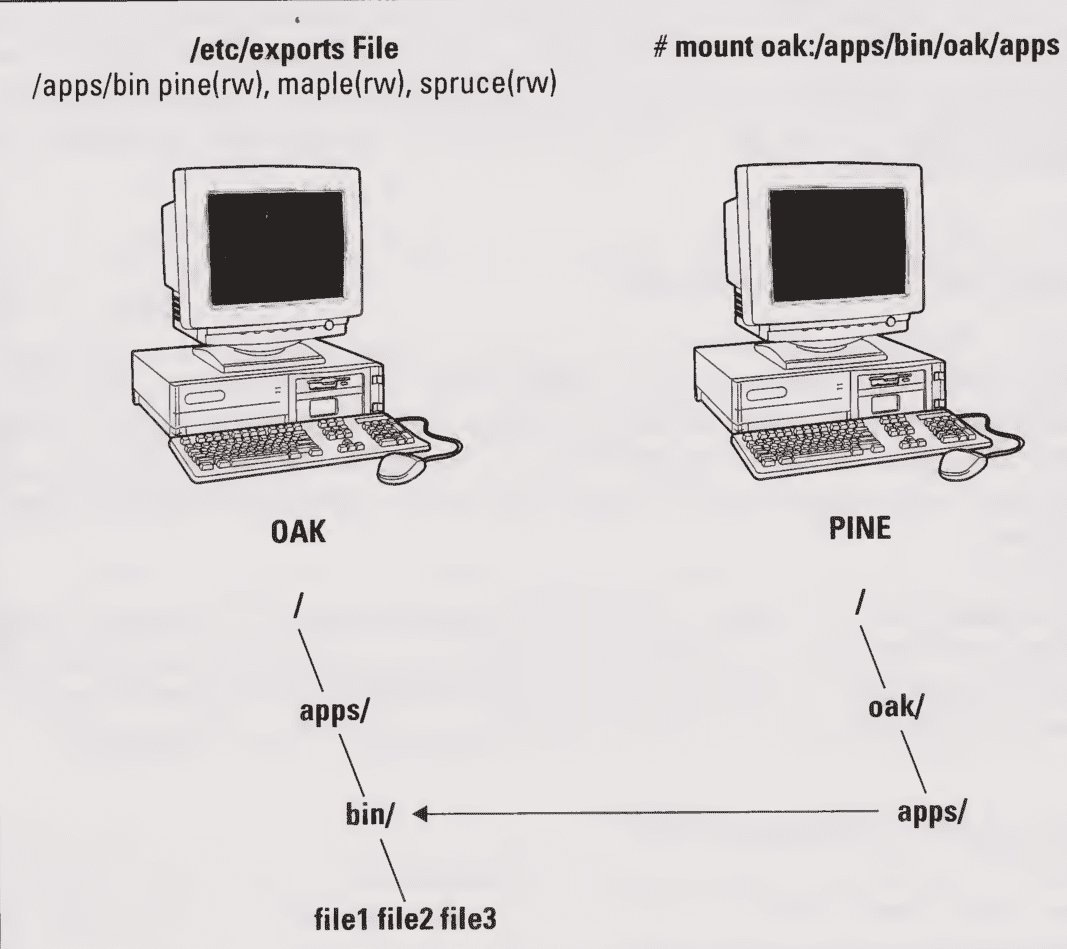 /etc/exports File
/apps/bin pine(rw), maple(rw), spruce(rw)
# mount oak:/apps/bin/oak/apps
OAK
/
apps/
bin/
file1 file2 file3
PINE
/
oak/
apps/